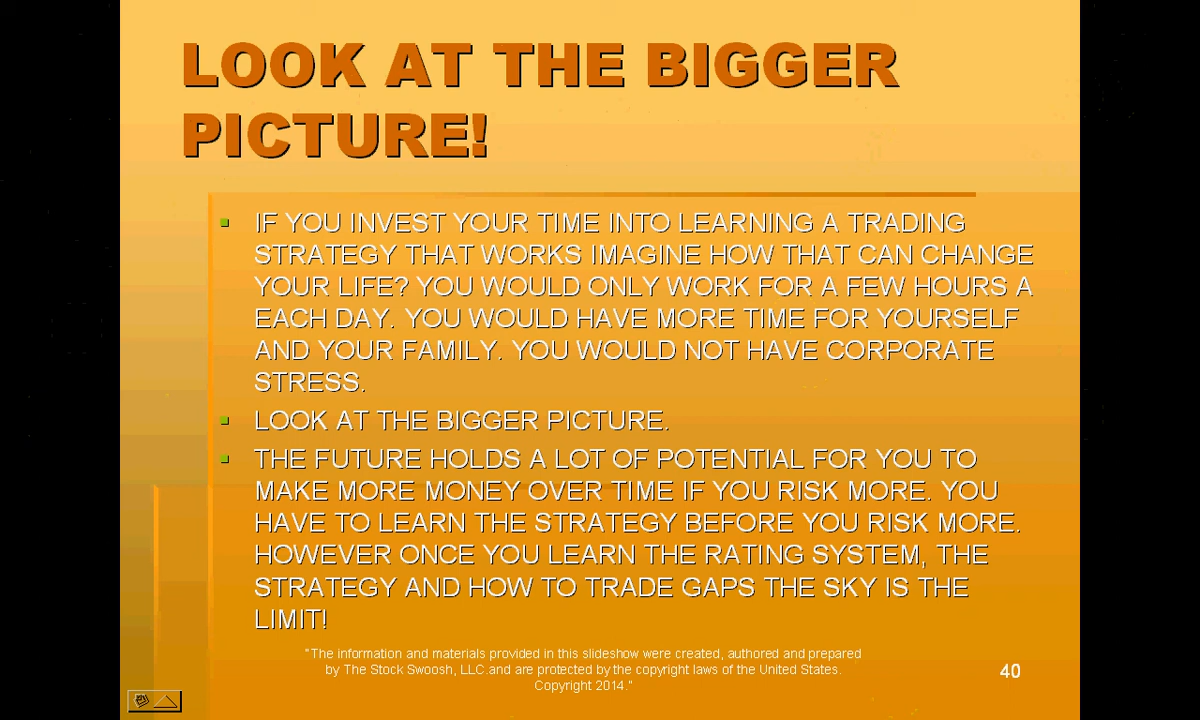 LOOK AT THE BIGGER
PICTURE!
IF YOU INVEST YOUR TIME INTO LEARNING A TRADING
STRATEGY THAT WORKS IMAGINE HOW THAT CAN CHANGE
YOUR LIFE? YOU WOULD ONLY WORK FOR A FEW HOURS A
EACH DAY. YOU WOULD HAVE MORE TIME FOR YOURSELF
AND YOUR FAMILY. YOU WOULD NOT HAVE CORPORATE
STRESS.
LOOK AT THE BIGGER PICTURE.
THE FUTURE HOLDS A LOT OF POTENTIAL FOR YOU TO
MAKE MORE MONEY OVER TIME IF YOU RISK MORE. YOU
HAVE TO LEARN THE STRATEGY BEFORE YOU RISK MORE.
HOWEVER ONCE YOU LEARN THE RATING SYSTEM, THE
STRATEGY AND HOW TO TRADE GAPS THE SKY IS THE
LIMIT!
"The information and materials provided in this slideshow were created, authored and prepared
by The Stock Swoosh, LLC.and are protected by the copyright laws of the United States.
Copyright 2014."
40